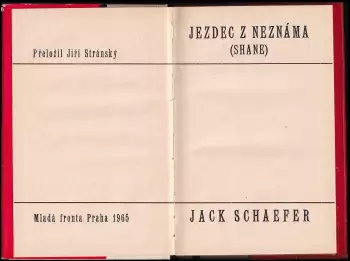 Přeložil Jiří Stránský
Mladá fronta Praha 1965
JEZDEC Z NEZNÁMA
(SHANE)
JACK SCHAEFER